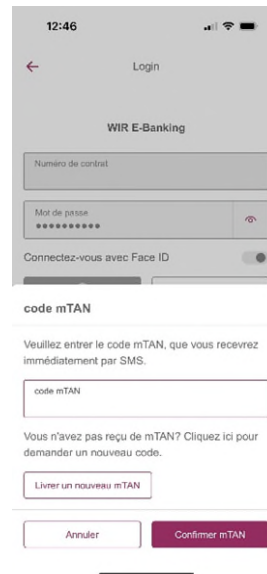 12:46
Login
WIR E-Banking
Numéro de contrat
Mot de passe
Connectez-vous avec Face ID
code mTAN
Veuillez entrer le code mTAN, que vous recevrez
immédiatement par SMS.
code mTAN
Vous n'avez pas reçu de mTAN? Cliquez ici pour
demander un nouveau code.
Livrer un nouveau mTAN
Annuler
Confirmer mTAN